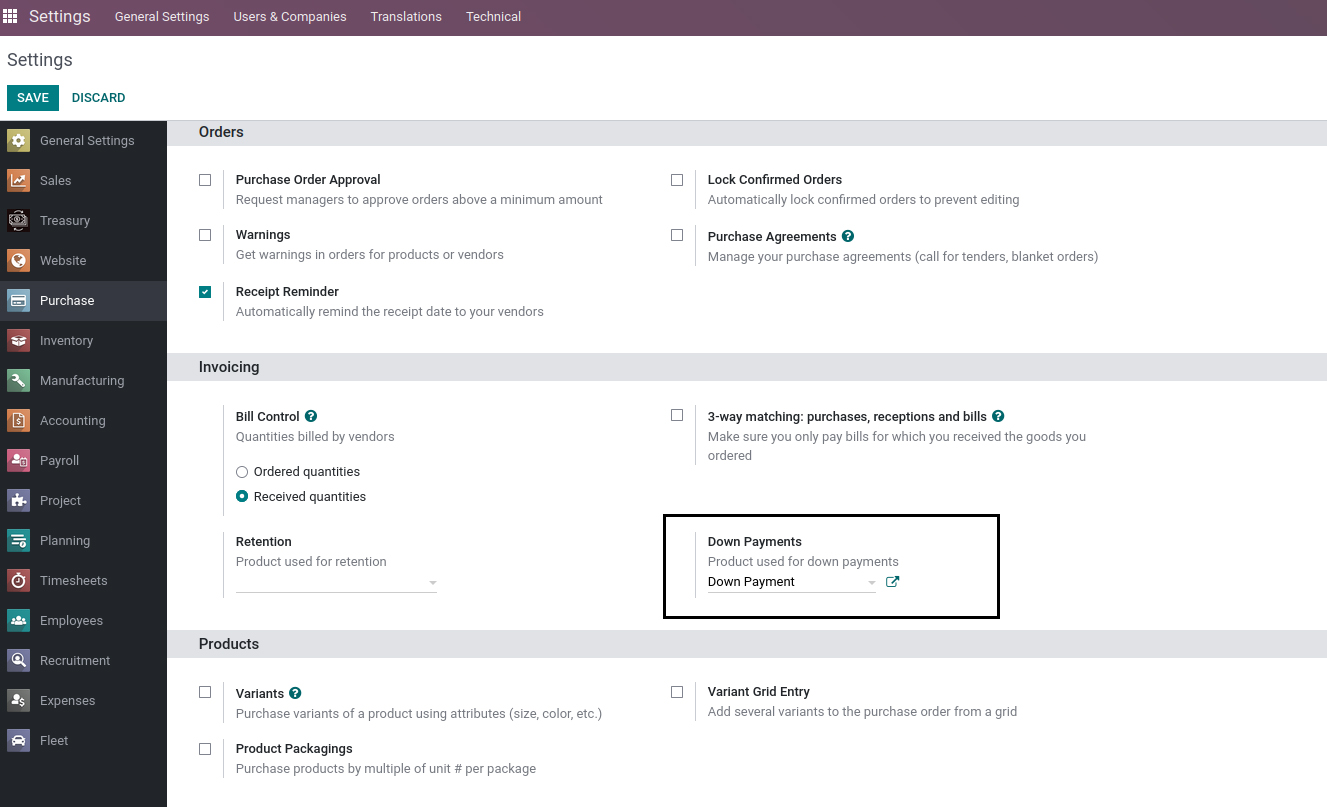 Settings General Settings Users & Companies Translations Technical
Settings
SAVE DISCARD
General Settings
Sales
Treasury
Website
Purchase
Inventory
Manufacturing
Accounting
Payroll
Project
Planning
Timesheets
Employees
Recruitment
Expenses
Fleet
Orders
Purchase Order Approval
Request managers to approve orders above a minimum amount
Lock Confirmed Orders
Automatically lock confirmed orders to prevent editing
Warnings
Get warnings in orders for products or vendors
Purchase Agreements ?
Manage your purchase agreements (call for tenders, blanket orders)
Receipt Reminder
Automatically remind the receipt date to your vendors
Invoicing
Bill Control ?
Quantities billed by vendors
Ordered quantities
Received quantities
3-way matching: purchases, receptions and bills ?
Make sure you only pay bills for which you received the goods you
ordered
Retention
Product used for retention
Down Payments
Product used for down payments
Down Payment
Products
Variants ?
Purchase variants of a product using attributes (size, color, etc.)
Variant Grid Entry
Add several variants to the purchase order from a grid
Product Packagings
Purchase products by multiple of unit # per package